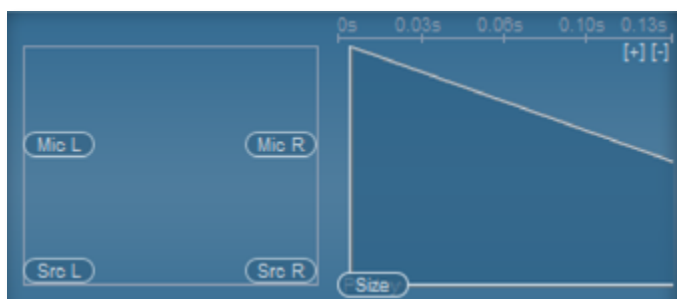 0s 0.03s 0.06s 0.10s 0.13s
[+] [-]
Mic L Mic R
Src L Src R
Size